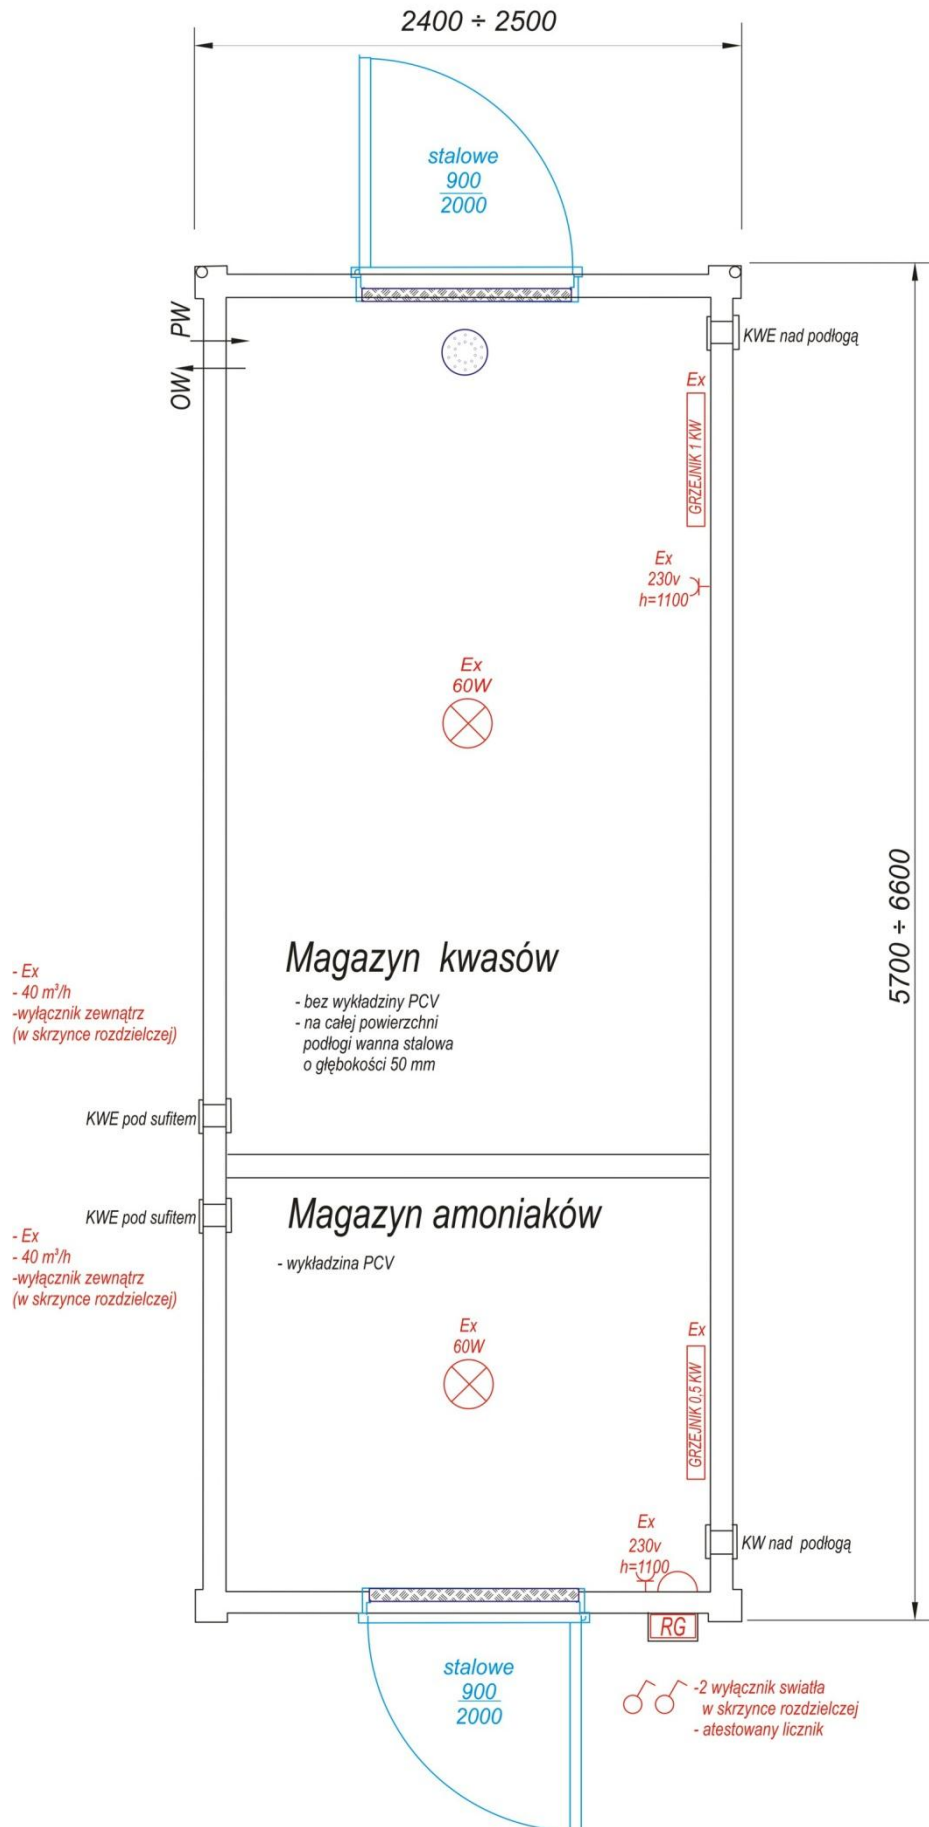 2400 ÷ 2500
stalowe
900
2000
PW
OW
KWE nad podłogą
Ex
GRZEJNIK 1 KW
Ex
230v
h=1100
Ex
60W
5700 ÷ 6600
Magazyn kwasów
- bez wykładziny PCV
- na całej powierzchni
podłogi wanna stalowa
o głębokości 50 mm
- Ex
- 40 m³/h
-wyłącznik zewnątrz
(w skrzynce rozdzielczej)
KWE pod sufitem
KWE pod sufitem
Magazyn amoniaków
- wykładzina PCV
- Ex
- 40 m³/h
-wyłącznik zewnątrz
(w skrzynce rozdzielczej)
Ex
60W
Ex
GRZEJNIK 0,5 KW
Ex
230v
h=1100
KW nad podłogą
RG
stalowe
900
2000
-2 wyłącznik swiatła
w skrzynce rozdzielczej
- atestowany licznik